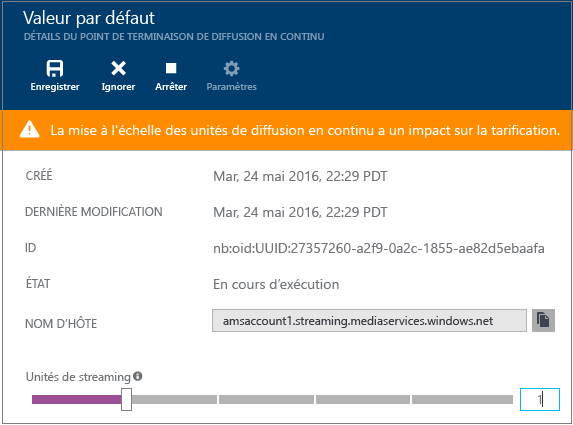 Valeur par défaut
DÉTAILS DU POINT DE TERMINAISON DE DIFFUSION EN CONTINU
Enregistrer Ignorer Arrêter Paramètres
La mise à l'échelle des unités de diffusion en continu a un impact sur la tarification.
CRÉÉ Mar, 24 mai 2016, 22:29 PDT
DERNIÈRE MODIFICATION Mar, 24 mai 2016, 22:29 PDT
ID nb:oid:UUID:27357260-a2f9-0a2c-1855-ae82d5ebaafa
ÉTAT En cours d'exécution
NOM D'HÔTE amsaccount1.streaming.mediaservices.windows.net
Unités de streaming
1